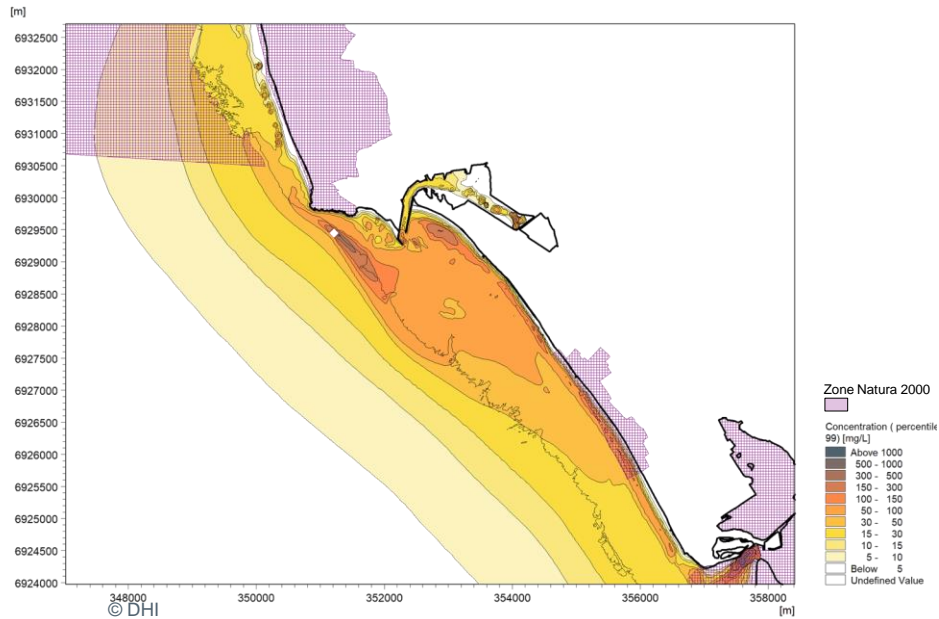 [m]
6932500
6932000
6931500
6931000
6930500
6930000
6929500
6929000
6928500
6928000
6927500
6927000
6926500
6926000
6925500
6925000
6924500
6924000
348000 350000 352000 354000 356000 358000
[m]
© DHI
Zone Natura 2000
Concentration ( percentile
99) [mg/L]
Above 1000
500 - 1000
300 - 500
150 - 300
100 - 150
50 - 100
30 - 50
15 - 30
10 - 15
5 - 10
Below 5
Undefined Value